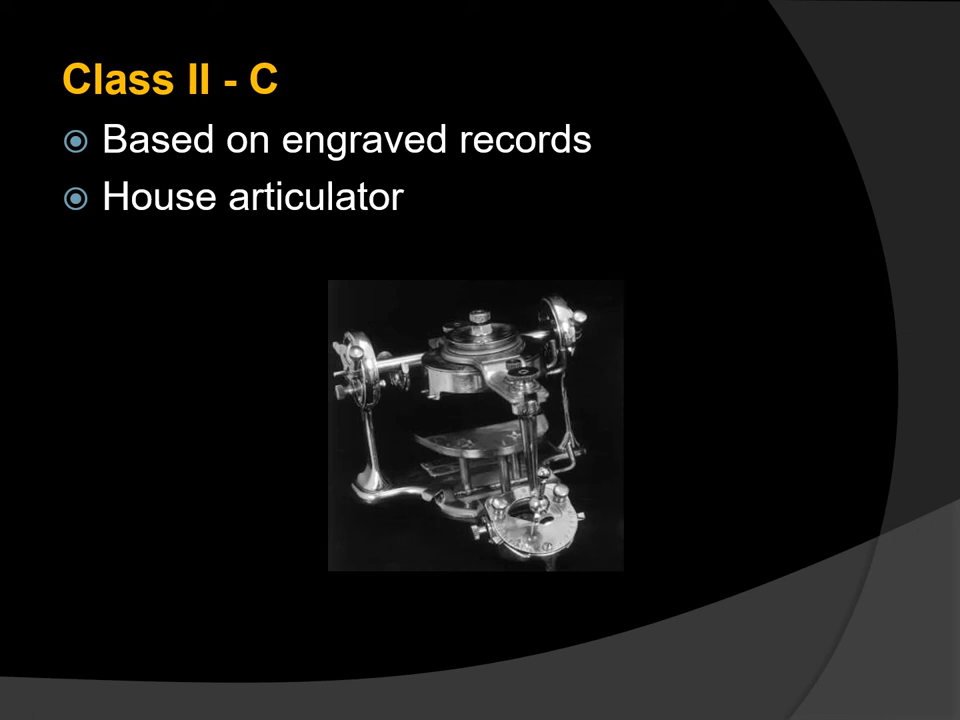 Class II - C
Based on engraved records
House articulator